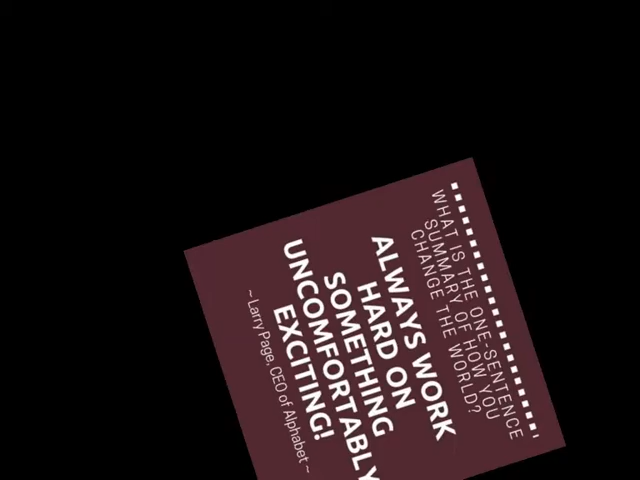 WHAT IS THE ONE-SENTENCE
SUMMARY OF HOW YOU
CHANGE THE WORLD?
ALWAYS WORK
HARD ON
SOMETHING
UNCOMFORTABLY
EXCITING!
~ Larry Page, CEO of Alphabet ~